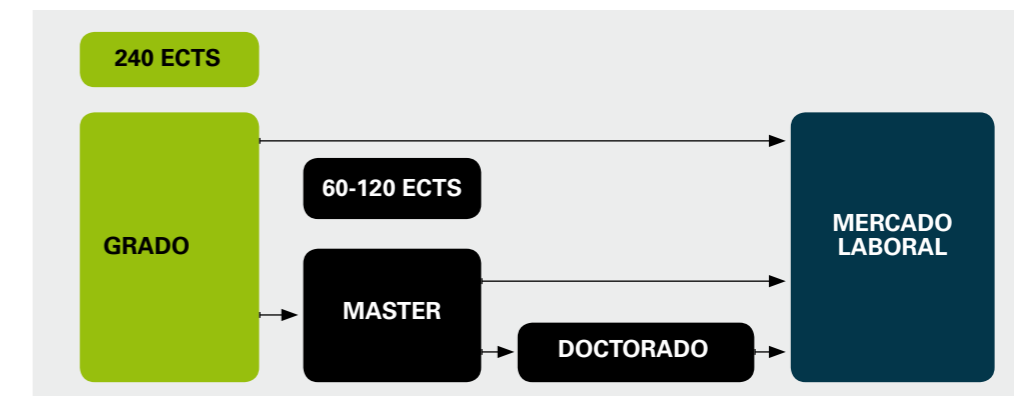 240 ECTS
60-120 ECTS
GRADO
MERCADO
LABORAL
MASTER
DOCTORADO